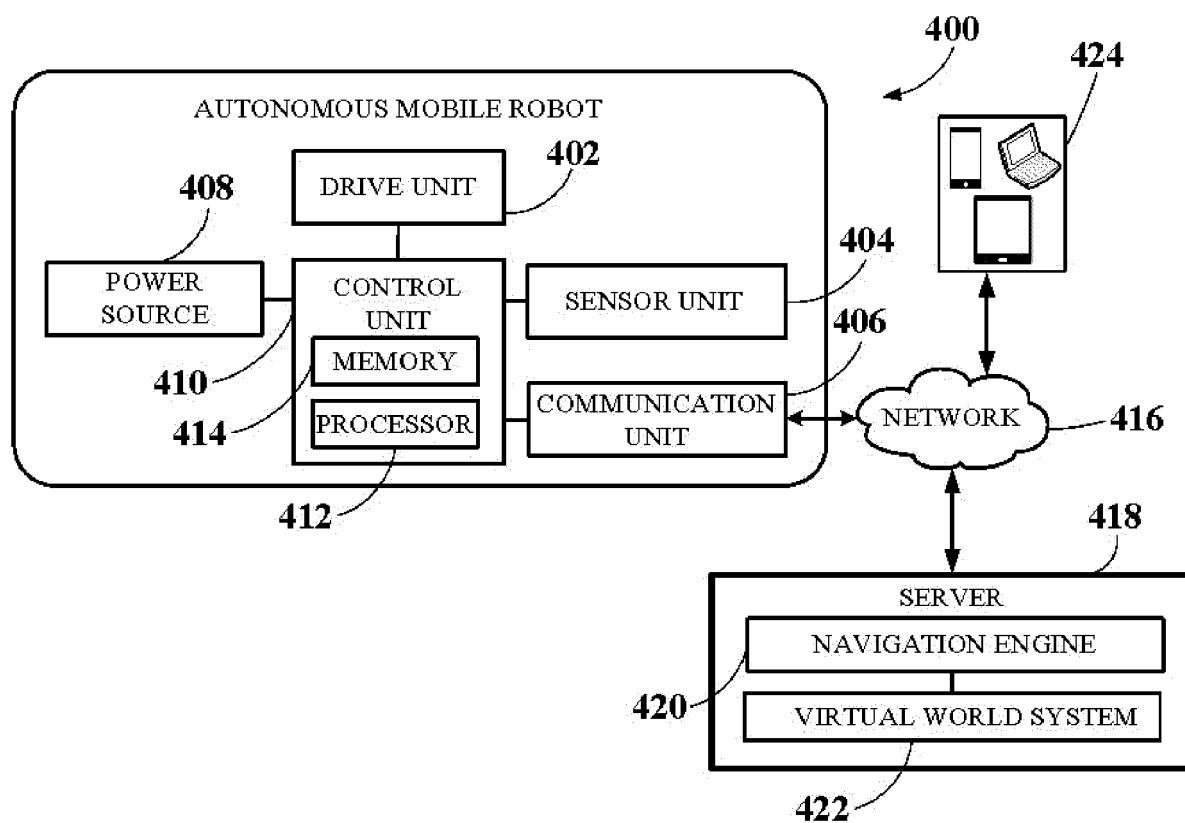 400
424
AUTONOMOUS MOBILE ROBOT
402
408
DRIVE UNIT
404
POWER
SOURCE
CONTROL
UNIT
SENSOR UNIT
406
410
MEMORY
414
PROCESSOR
COMMUNICATION
UNIT
NETWORK
416
412
418
SERVER
NAVIGATION ENGINE
420
VIRTUAL WORLD SYSTEM
422